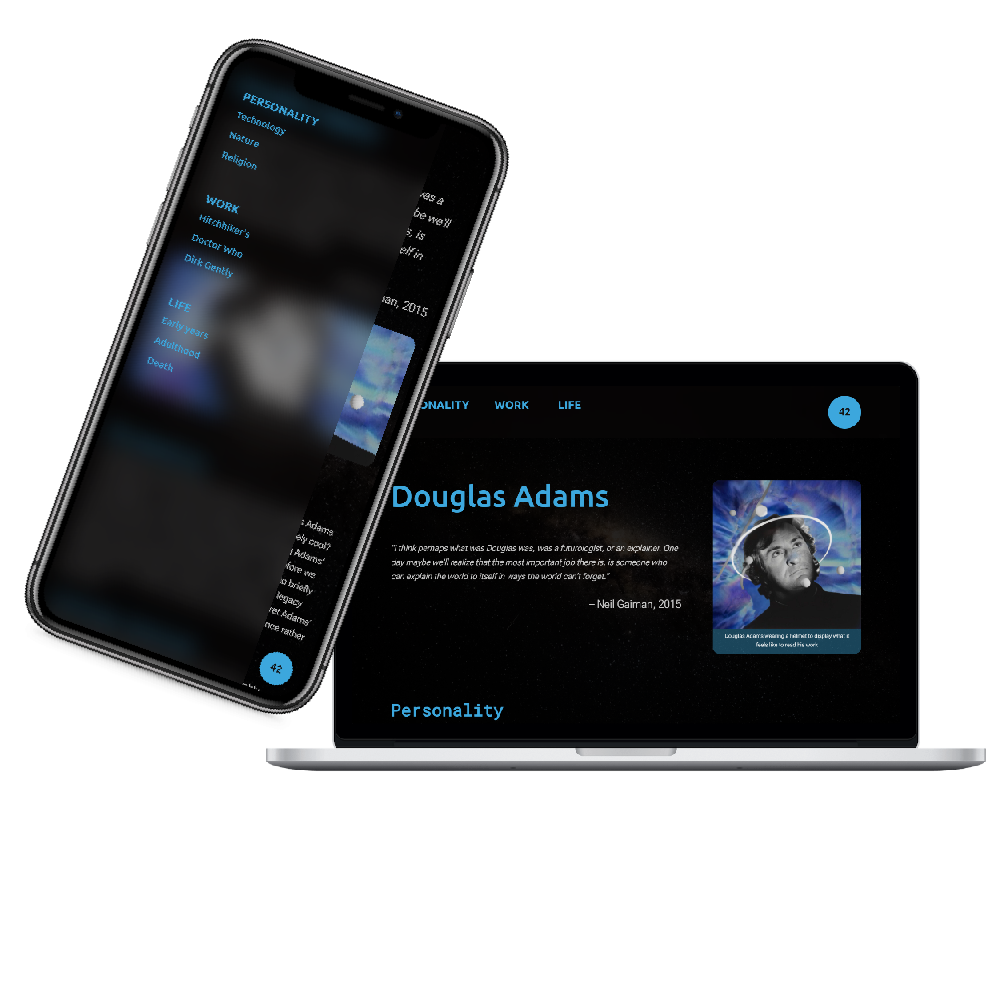 PERSONALITY
Technology
Nature
Religion
WORK
Hitchhiker's
Doctor Who
Dirk Gently
LIFE
Early years
Adulthood
Death
was a
be we'll
s, is
elf in
man, 2015
s Adams
ely cool?
Adams'
fore we
to briefly
legacy
ret Adams'
nce rather
42
ONALITY WORK LIFE
42
Douglas Adams
"I think perhaps what was Douglas was, was a futurologist, or an explainer. One
day maybe we'll realize that the most important job there is, is someone who
can explain the world to itself in ways the world can't forget."
– Neil Gaiman, 2015
Douglas Adams wearing a helmet to display what it
feels like to read his work
Personality